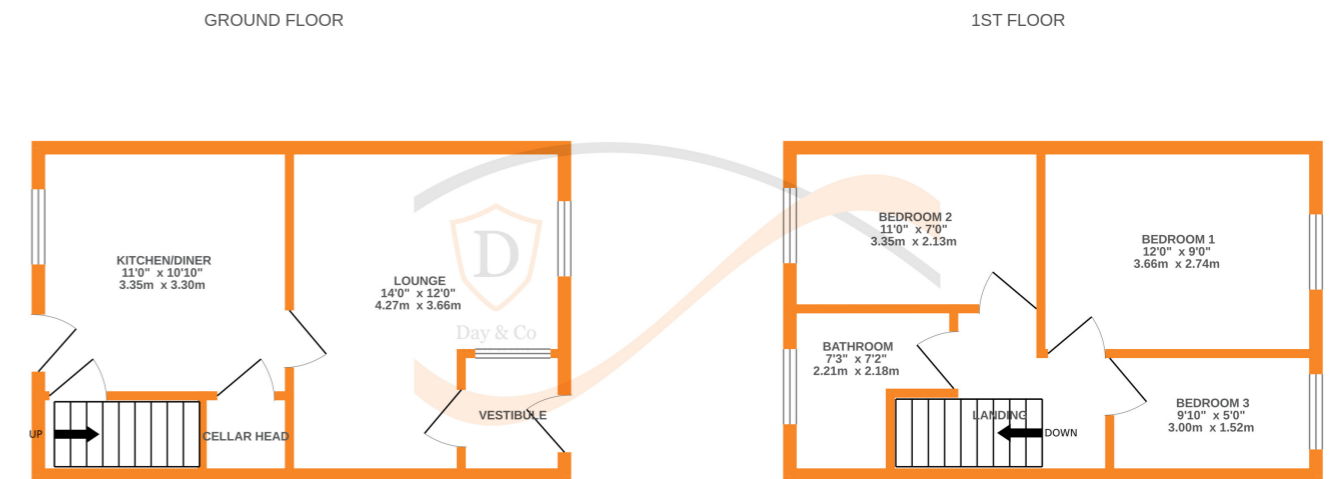 GROUND FLOOR
1ST FLOOR
KITCHEN/DINER
11'0" x 10'10"
3.35m x 3.30m
LOUNGE
14'0" x 12'0"
4.27m x 3.66m
D
Day & Co
VESTIBULE
UP
CELLAR HEAD
BEDROOM 2
11'0" x 7'0"
3.35m x 2.13m
BEDROOM 1
12'0" x 9'0"
3.66m x 2.74m
BATHROOM
7'3" x 7'2"
2.21m x 2.18m
BEDROOM 3
9'10" x 5'0"
3.00m x 1.52m
LANDING
DOWN